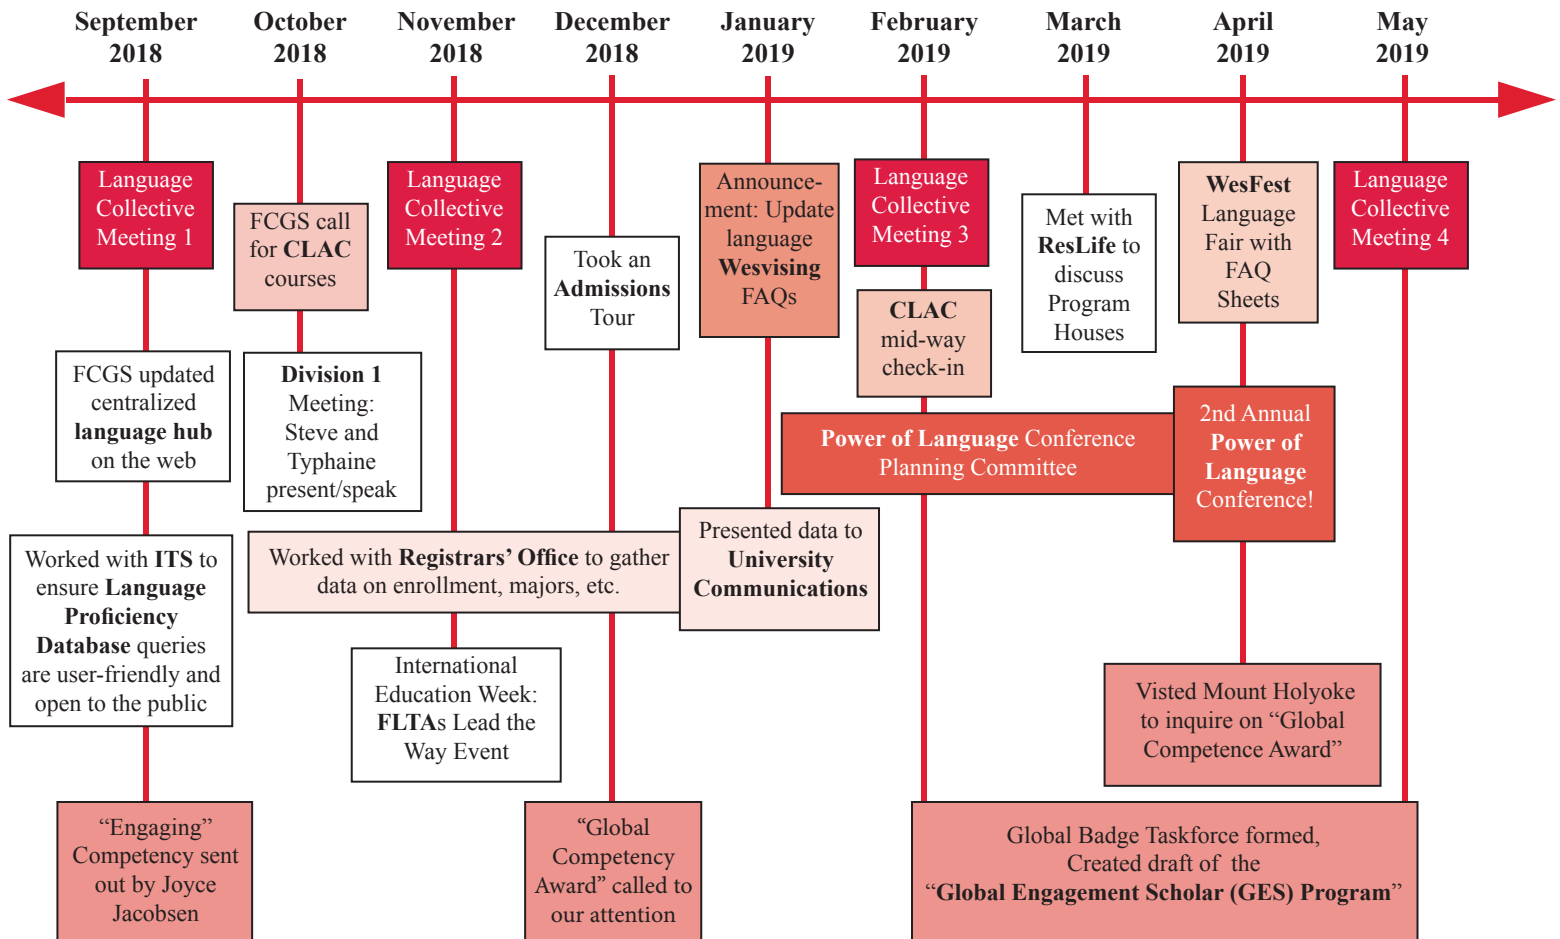 September
2018
October
2018
November
2018
December
2018
January
2019
February
2019
March
2019
April
2019
May
2019
Language
Collective
Meeting 1
FCGS updated
centralized
language hub
on the web
Worked with ITS to
ensure Language
Proficiency
Database queries
are user-friendly and
open to the public
“Engaging”
Competency sent
out by Joyce
Jacobsen
FCGS call
for CLAC
courses
Division 1
Meeting:
Steve and
Typhaine
present/speak
Language
Collective
Meeting 2
Worked with Registrars’ Office to gather
data on enrollment, majors, etc.
International
Education Week:
FLTAs Lead the
Way Event
Took an
Admissions
Tour
“Global
Competency
Award” called to
our attention
Announce-
ment: Update
language
Wesvising
FAQs
Presented data to
University
Communications
Language
Collective
Meeting 3
CLAC
mid-way
check-in
Power of Language Conference
Planning Committee
Met with
ResLife to
discuss
Program
Houses
WesFest
Language
Fair with
FAQ
Sheets
2nd Annual
Power of
Language
Conference!
Visted Mount Holyoke
to inquire on “Global
Competence Award”
Language
Collective
Meeting 4
Global Badge Taskforce formed,
Created draft of the
“Global Engagement Scholar (GES) Program”